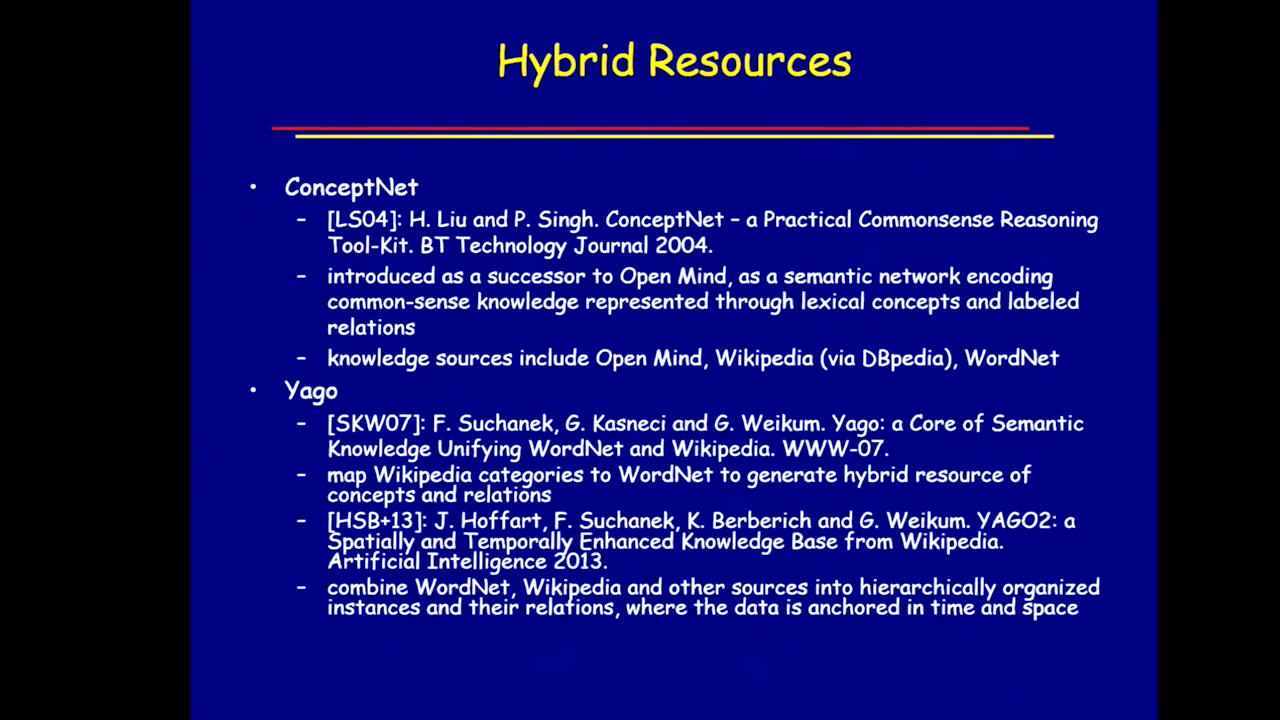 Hybrid Resources
• ConceptNet
– [LS04]: H. Liu and P. Singh. ConceptNet – a Practical Commonsense Reasoning
Tool-Kit. BT Technology Journal 2004.
– introduced as a successor to Open Mind, as a semantic network encoding
common-sense knowledge represented through lexical concepts and labeled
relations
– knowledge sources include Open Mind, Wikipedia (via DBpedia), WordNet
• Yago
– [SKW07]: F. Suchanek, G. Kasneci and G. Weikum. Yago: a Core of Semantic
Knowledge Unifying WordNet and Wikipedia. WWW-07.
– map Wikipedia categories to WordNet to generate hybrid resource of
concepts and relations
– [HSB+13]: J. Hoffart, F. Suchanek, K. Berberich and G. Weikum. YAGO2: a
Spatially and Temporally Enhanced Knowledge Base from Wikipedia.
Artificial Intelligence 2013.
– combine WordNet, Wikipedia and other sources into hierarchically organized
instances and their relations, where the data is anchored in time and space